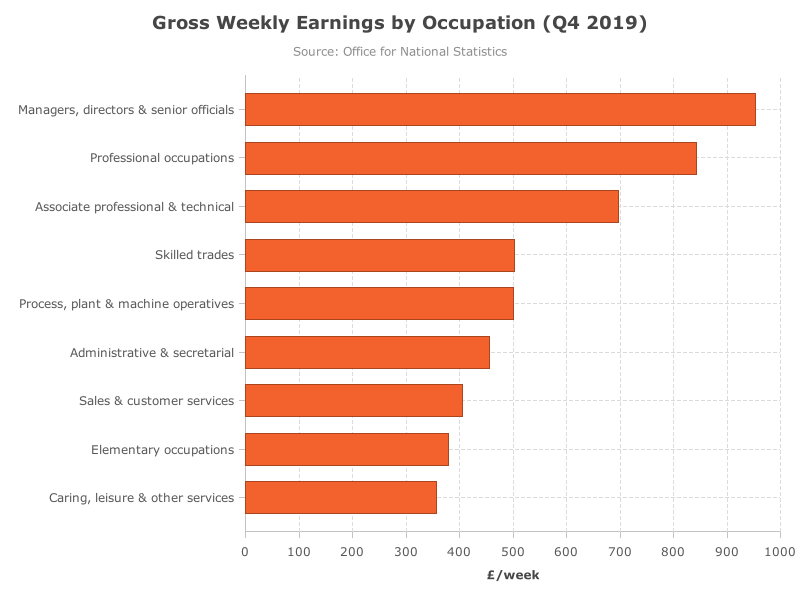 Gross Weekly Earnings by Occupation (Q4 2019)
Source: Office for National Statistics
Managers, directors & senior officials
Professional occupations
Associate professional & technical
Skilled trades
Process, plant & machine operatives
Administrative & secretarial
Sales & customer services
Elementary occupations
Caring, leisure & other services
0 100 200 300 400 500 600 700 800 900 1000
£/week